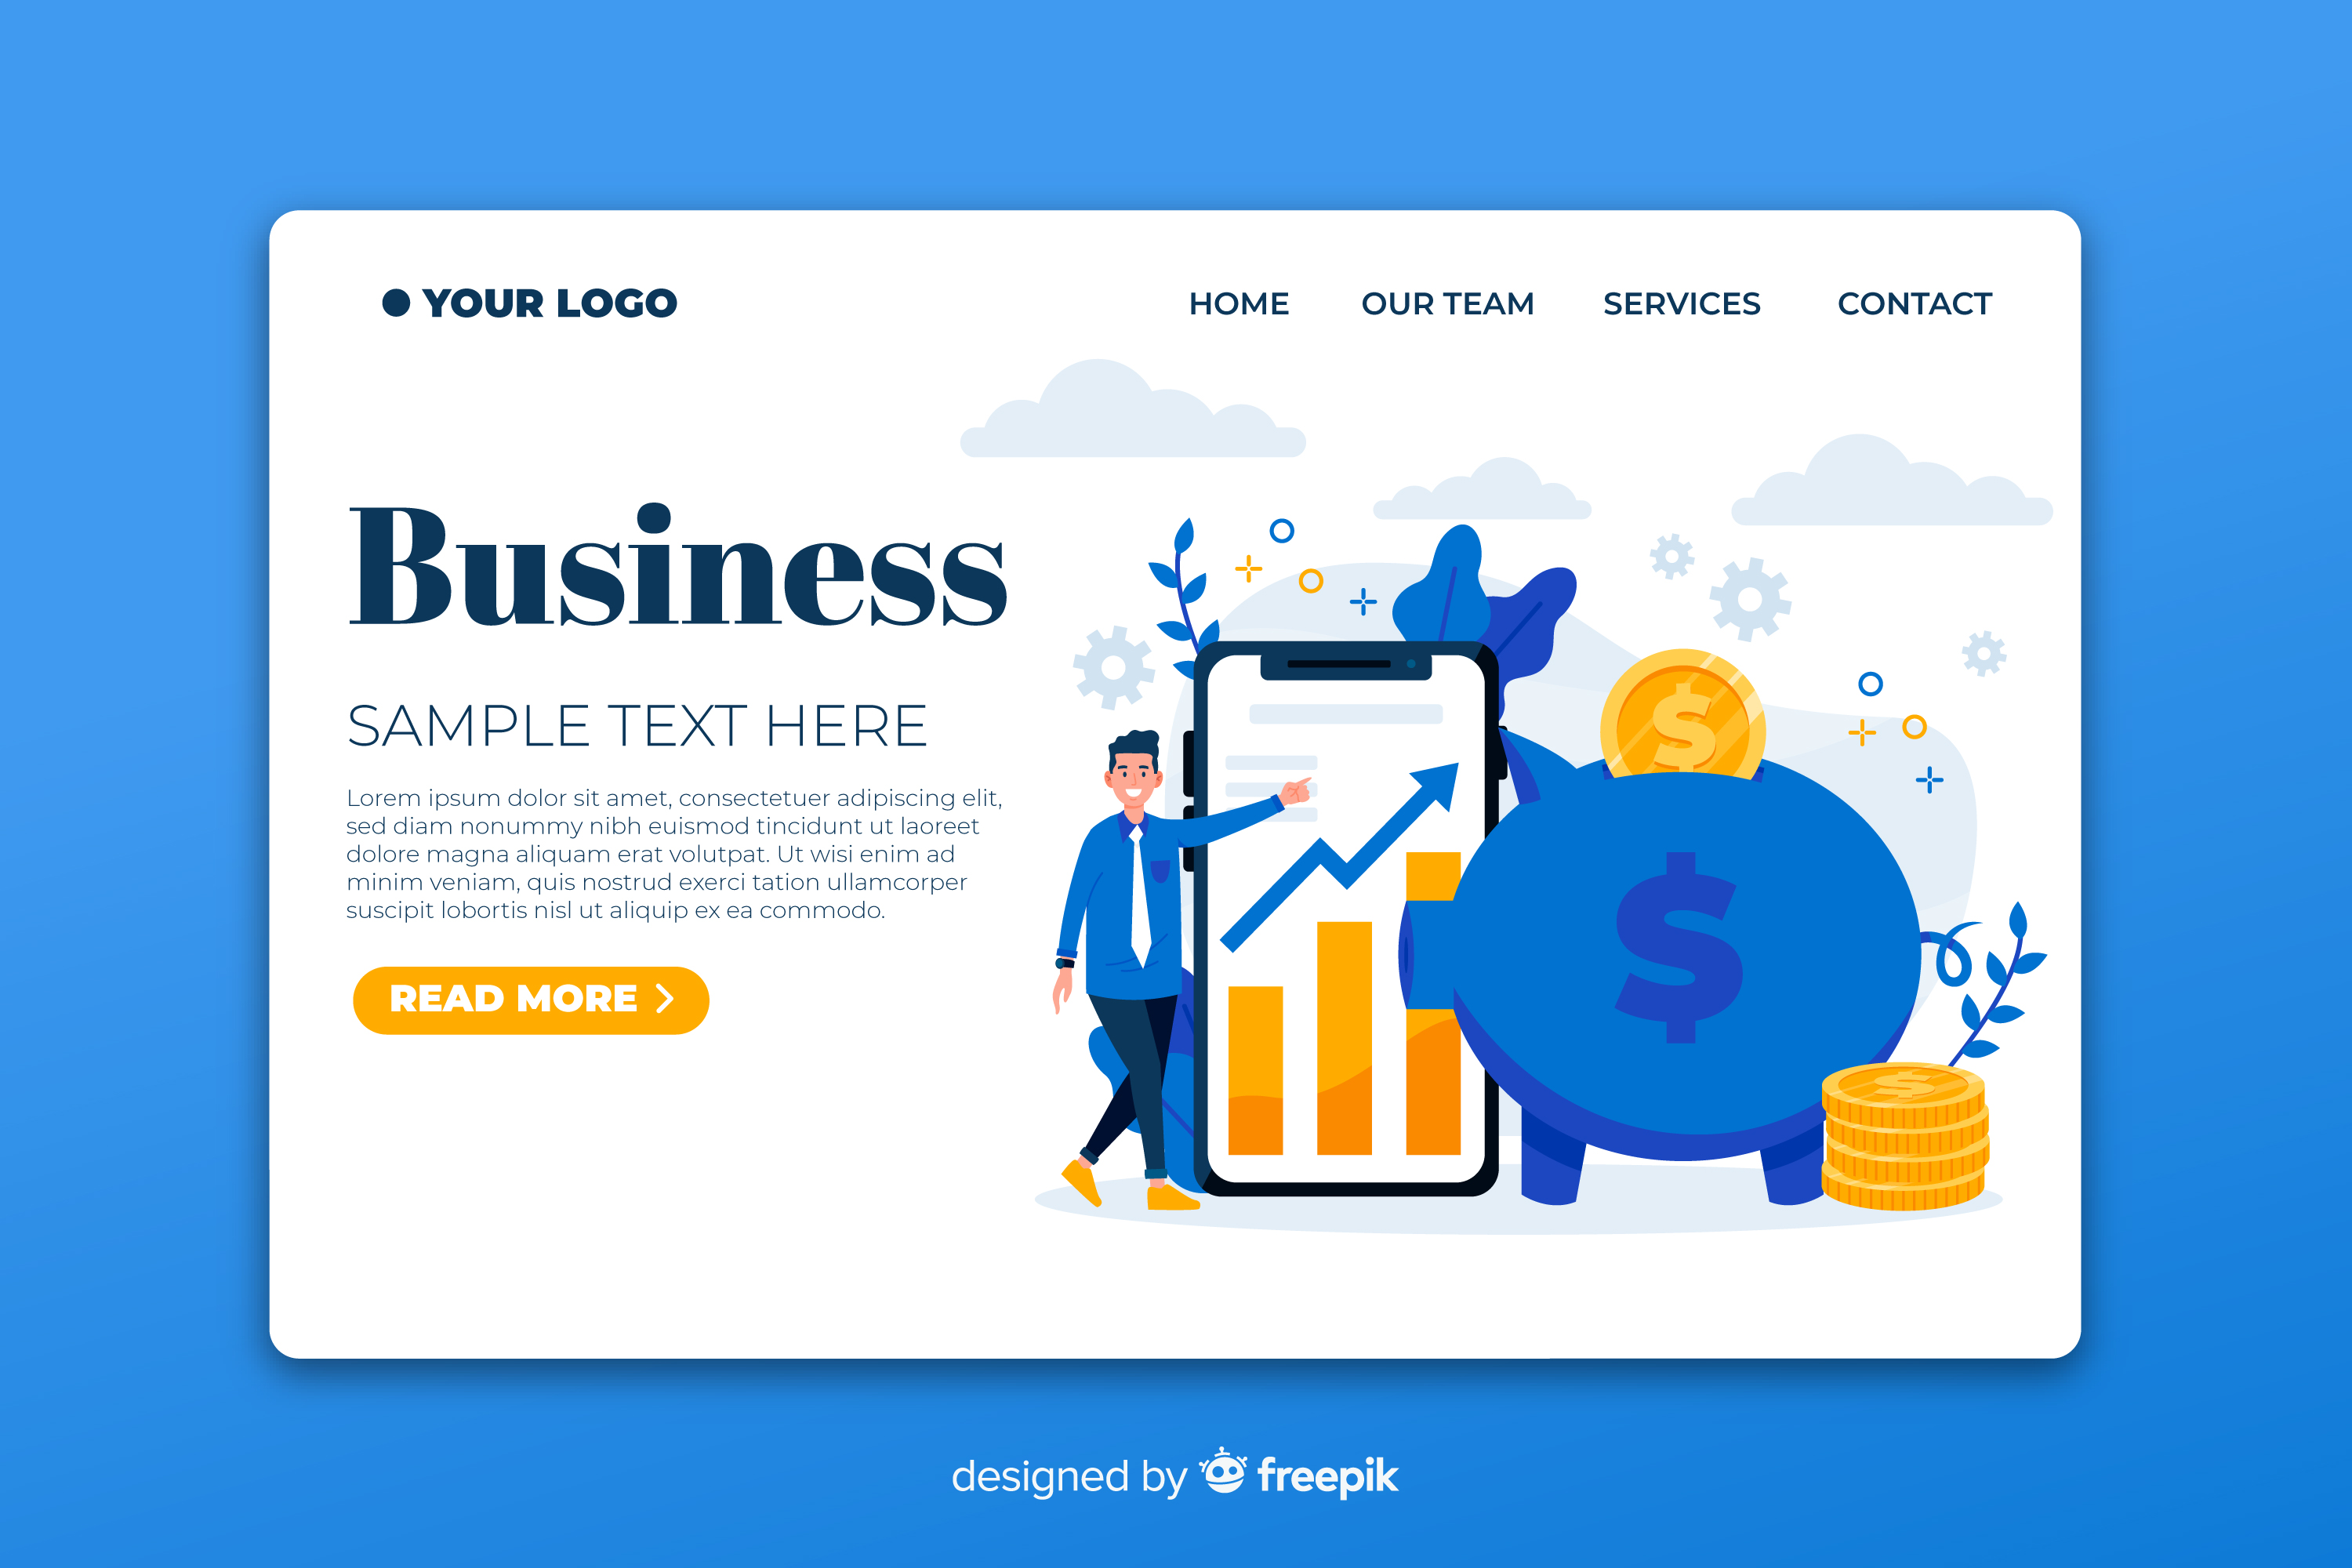 YOUR LOGO
HOME OUR TEAM SERVICES CONTACT
Business
SAMPLE TEXT HERE
Lorem ipsum dolor sit amet, consectetuer adipiscing elit,
sed diam nonummy nibh euismod tincidunt ut laoreet
dolore magna aliquam erat volutpat. Ut wisi enim ad
minim veniam, quis nostrud exerci tation ullamcorper
suscipit lobortis nisl ut aliquip ex ea commodo.
READ MORE
$
$
$
designed by freepik